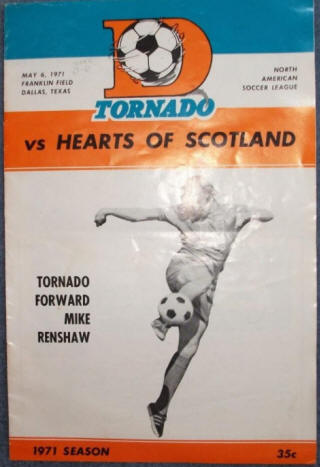 D
MAY 6, 1971
FRANKLIN FIELD
DALLAS, TEXAS
NORTH
AMERICAN
SOCCER LEAGUE
TORNADO
vs HEARTS OF SCOTLAND
TORNADO
FORWARD
MIKE
RENSHAW
1971 SEASON
35c